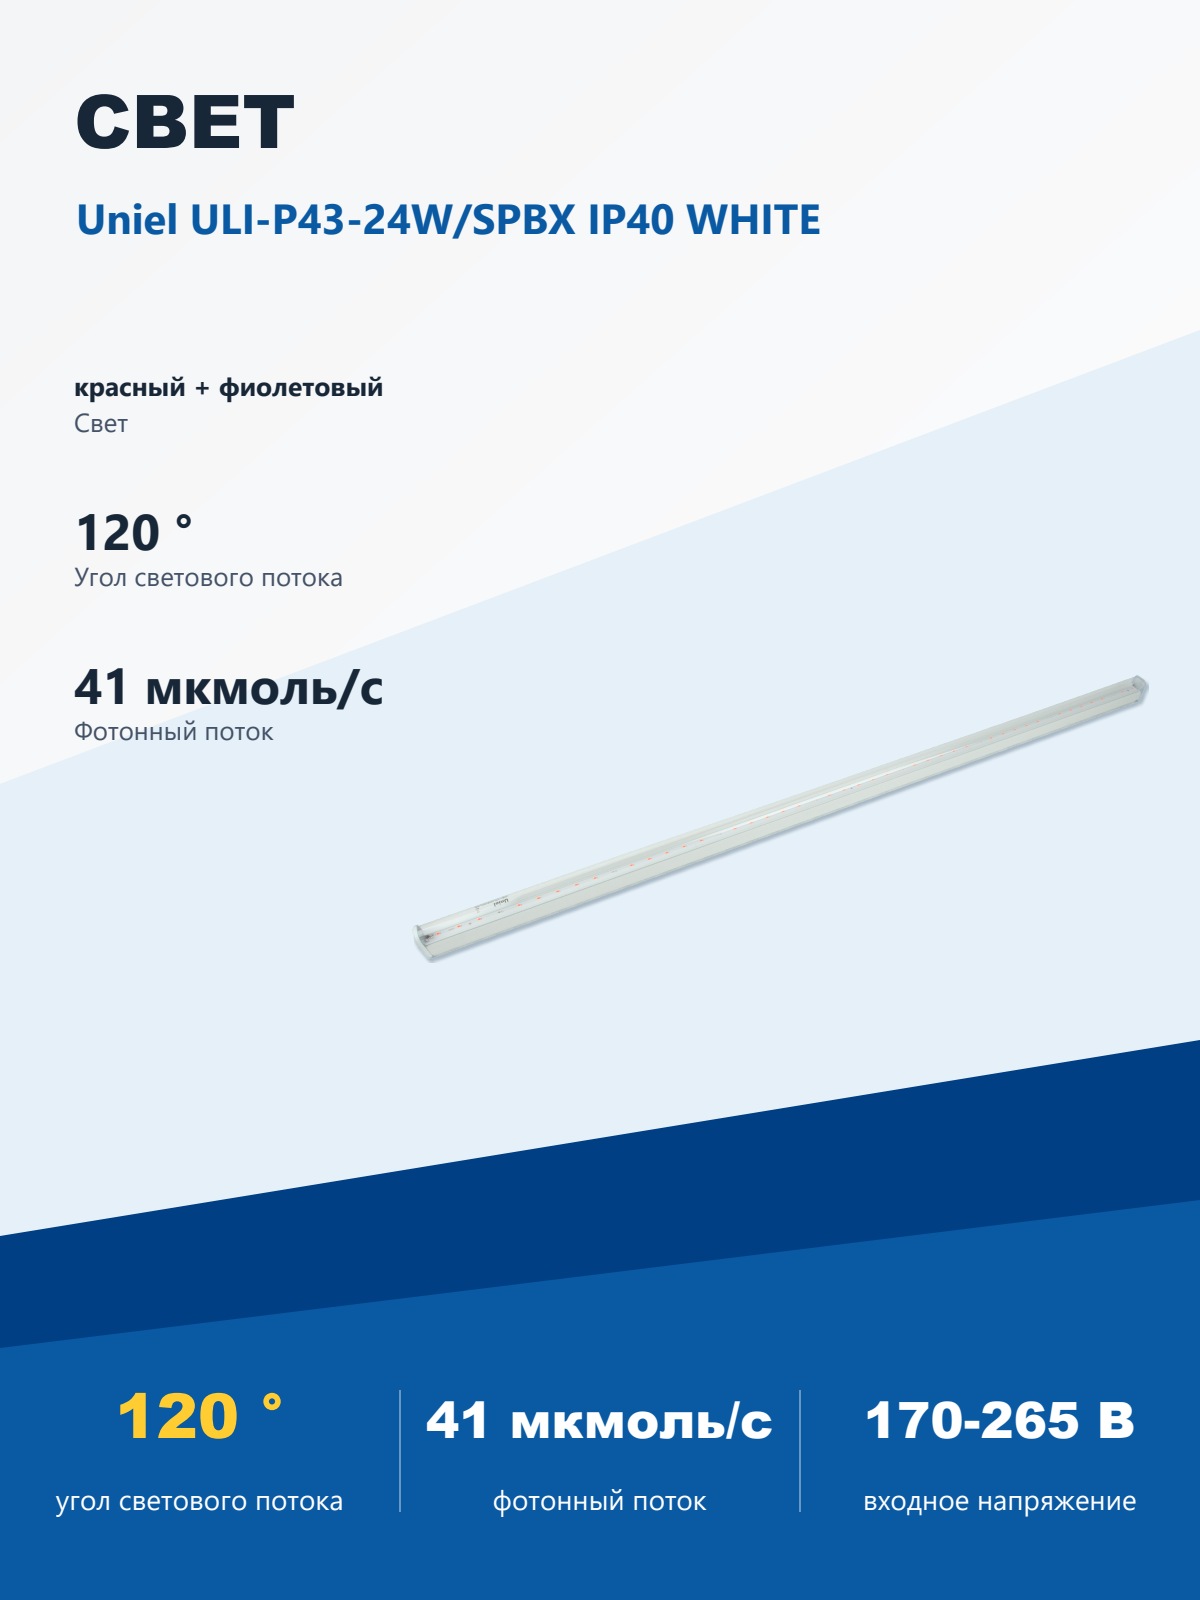 СВЕТ
Uniel ULI-P43-24W/SPBX IP40 WHITE
красный + фиолетовый
Свет
120 °
Угол светового потока
41 мкмоль/с
Фотонный поток
Uniel
120 °
41 мкмоль/с
170-265 В
угол светового потока
фотонный поток
входное напряжение